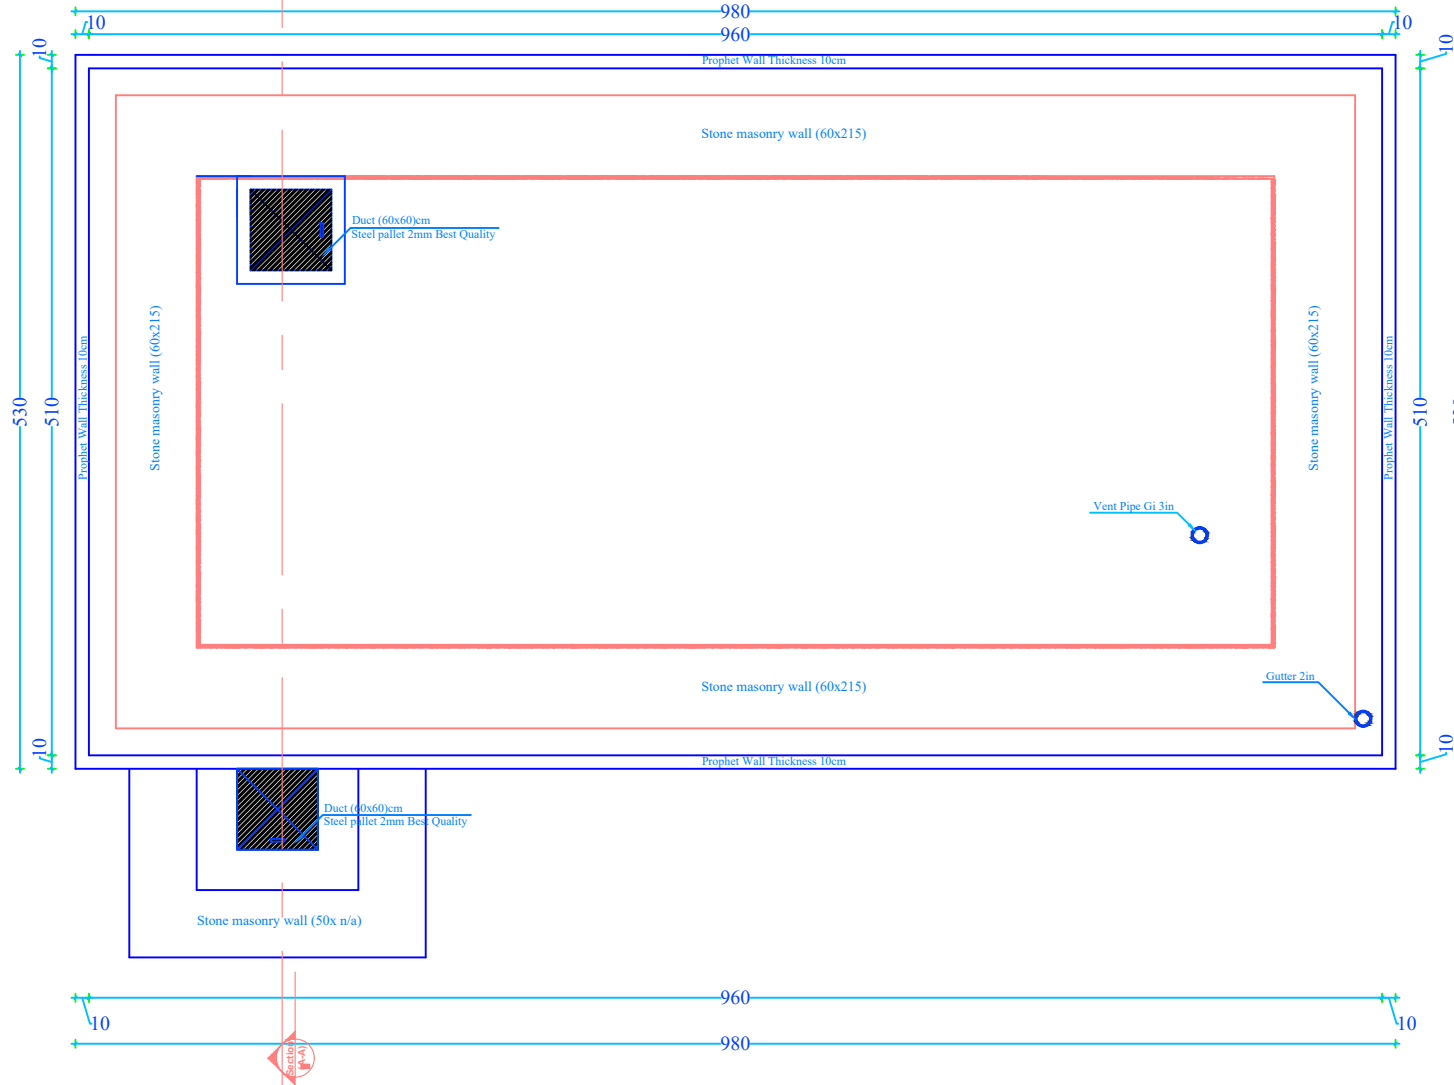 980
10
960
10
10
10
Prophet Wall Thickness 10cm
Stone masonry wall (60x215)
Duct (60x60)cm
Steel pallet 2mm Best Quality
Stone masonry wall (60x215)
Stone masonry wall (60x215)
Prophet Wall Thickness 10cm
Prophet Wall Thickness 10cm
530
510
510
Vent Pipe Gi 3in
Gutter 2in
Stone masonry wall (60x215)
10
10
Prophet Wall Thickness 10cm
Duct (60x60)cm
Steel pallet 2mm Best Quality
Stone masonry wall (50x n/a)
960
10
10
980
Section
(A-A)